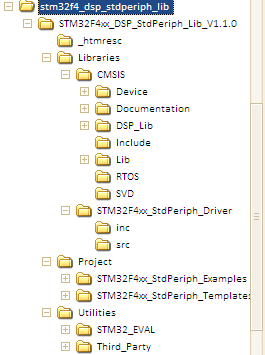 stm32f4_dsp_stdperiph_lib
STM32F4xx_DSP_StdPeriph_Lib_V1.1.0
_htmresc
Libraries
CMSIS
Device
Documentation
DSP_Lib
Include
Lib
RTOS
SVD
STM32F4xx_StdPeriph_Driver
inc
src
Project
STM32F4xx_StdPeriph_Examples
STM32F4xx_StdPeriph_Templates
Utilities
STM32_EVAL
Third_Party